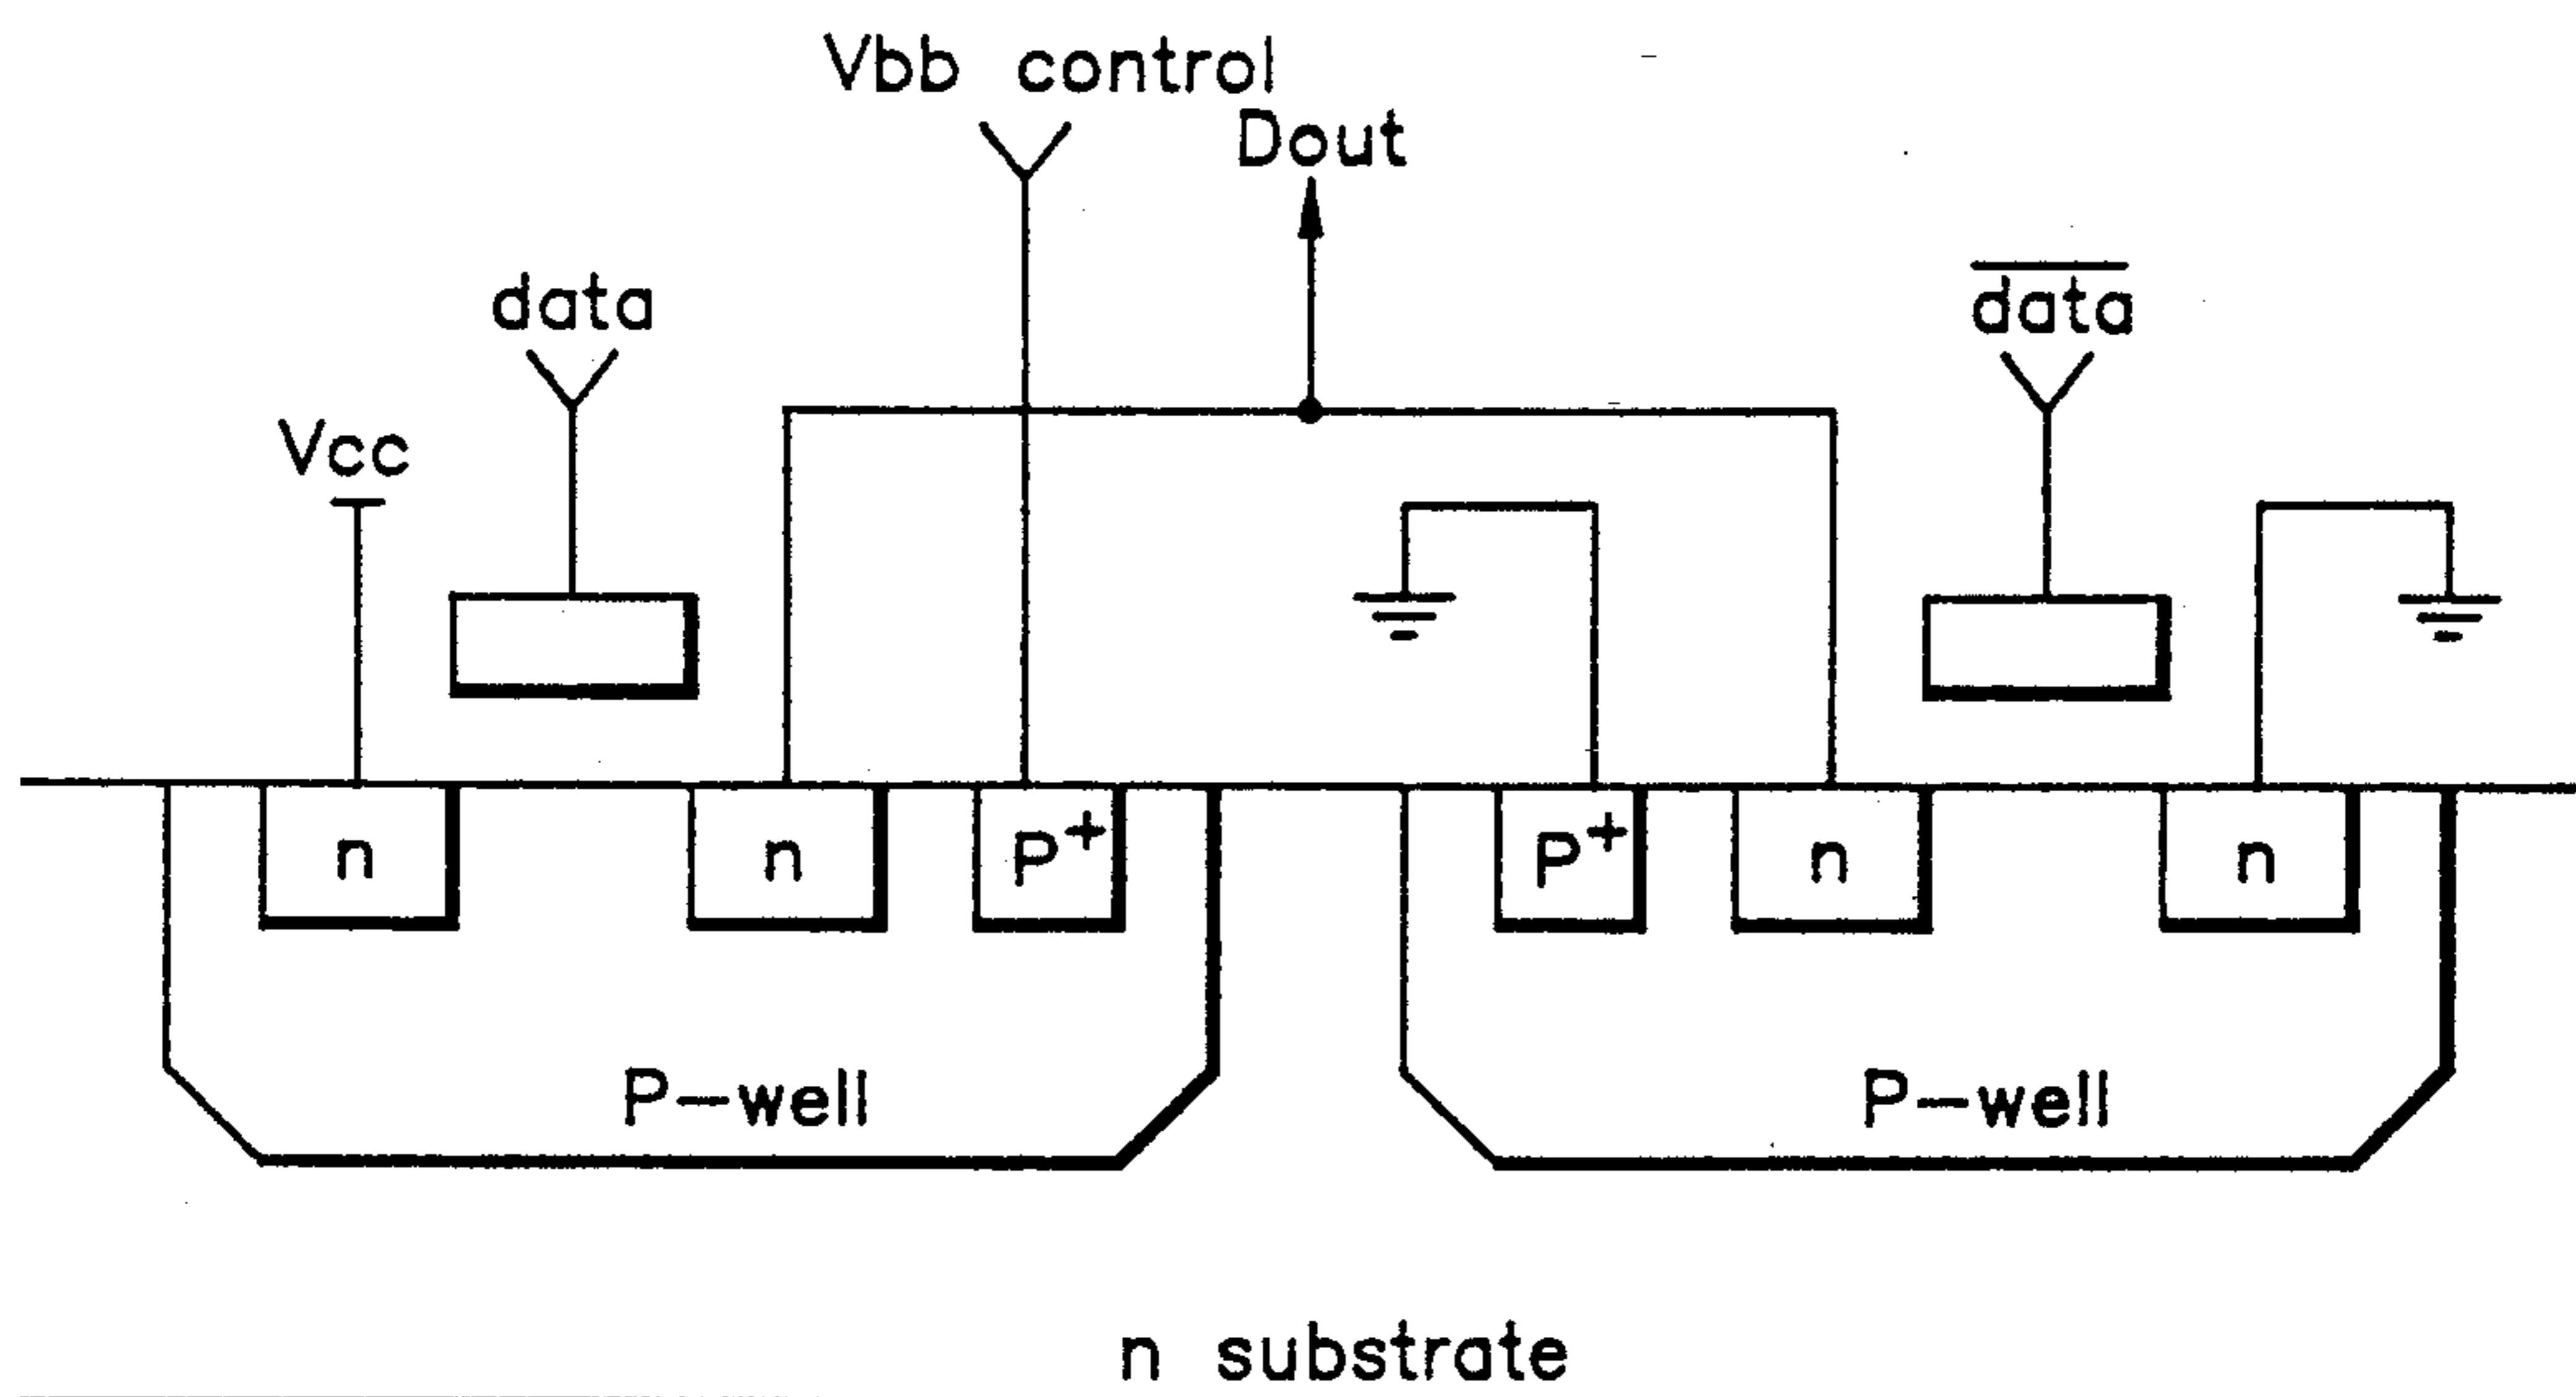 Vbb control
Dout
data
data
Vcc
n
n
P+
P+
n
n
P-well
P-well
n substrate